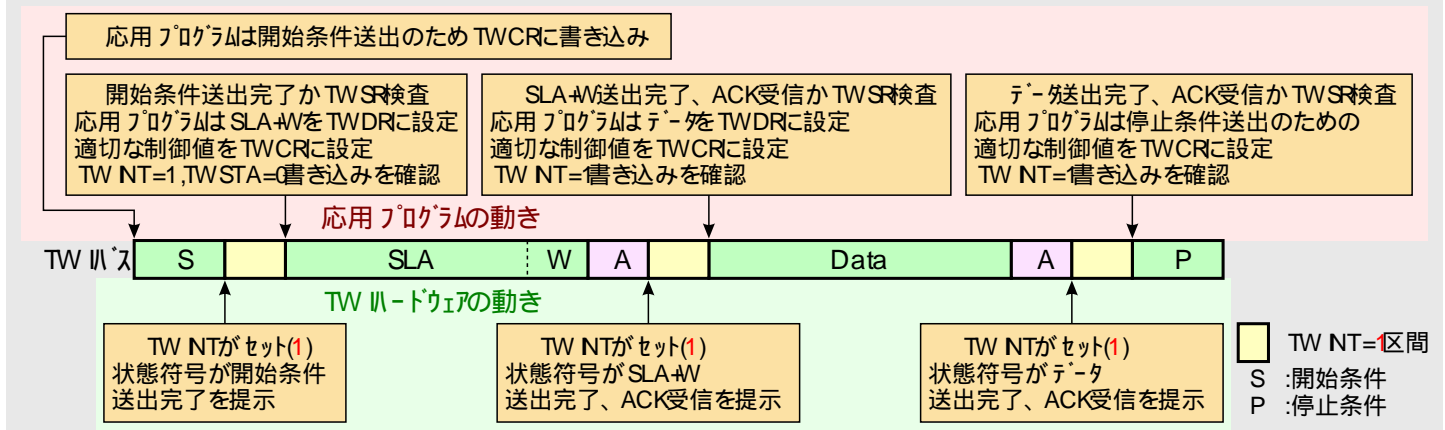 応用プログラムは開始条件送出のためTWCRに書き込み
開始条件送出完了かTWSR検査
応用プログラムはSLA+WをTWDRに設定
適切な制御値をTWCRに設定
TWINT=1,TWSTA=0書き込みを確認
SLA+W送出完了、ACK受信かTWSR検査
応用プログラムはデータをTWDRに設定
適切な制御値をTWCRに設定
TWINT=1書き込みを確認
データ送出完了、ACK受信かTWSR検査
応用プログラムは停止条件送出のための
適切な制御値をTWCRに設定
TWINT=1書き込みを確認
応用プログラムの動き
TWIバス S SLA W A Data A P
TWIハードウェアの動き
TWINTがセット(1)
状態符号が開始条件
送出完了を提示
TWINTがセット(1)
状態符号がSLA+W
送出完了、ACK受信を提示
TWINTがセット(1)
状態符号がデータ
送出完了、ACK受信を提示
TWINT=1区間
S :開始条件
P :停止条件